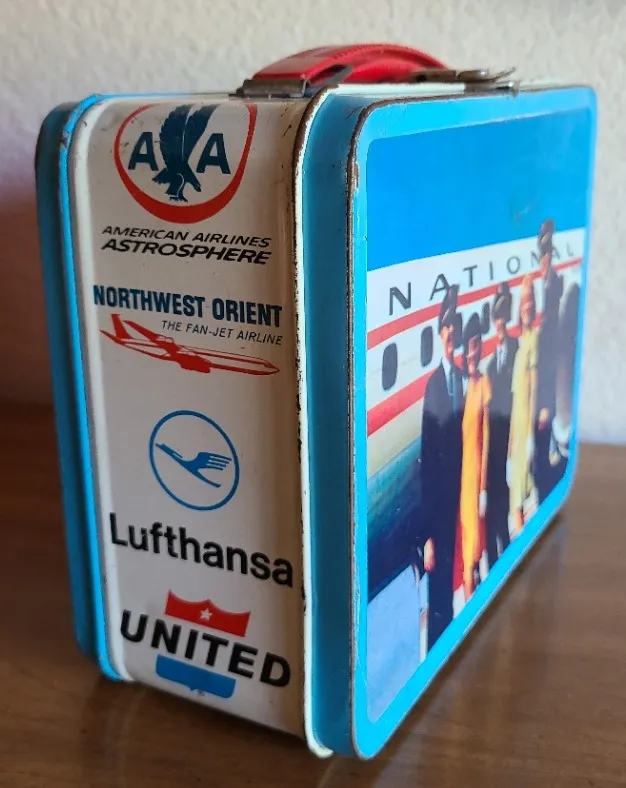 AA
AMERICAN AIRLINES
ASTROSPHERE
NORTHWEST ORIENT
THE FAN-JET AIRLINE
Lufthansa
UNITED
NATIONAL